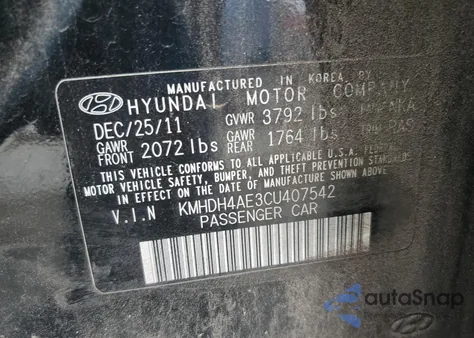 MANUFACTURED IN KOREA BY
HYUNDAI MOTOR COMPANY
DEC/25/11 GVWR 3792 lbs
GAWR FRONT 2072 lbs GAWR REAR 1764 lbs
THIS VEHICLE CONFORMS TO ALL APPLICABLE U.S.A. FEDERAL
MOTOR VEHICLE SAFETY, BUMPER, AND THEFT PREVENTION STANDARDS
IN EFFECT ON THE DATE OF MANUFACTURE SHOWN ABOVE.
V.I.N KMHDH4AE3CU407542
PASSENGER CAR
autoSnap